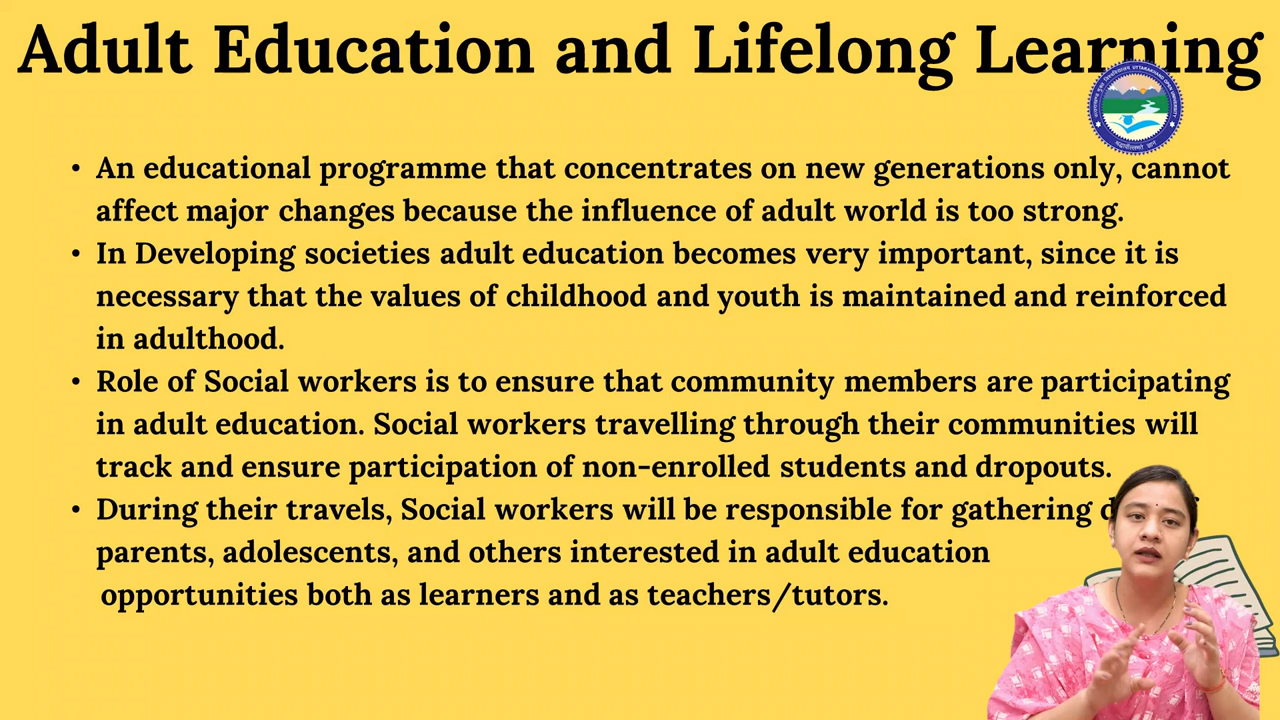 Adult Education and Lifelong Learning
UTTARAKHAND OPEN UNIVERSITY
• An educational programme that concentrates on new generations only, cannot
affect major changes because the influence of adult world is too strong.
• In Developing societies adult education becomes very important, since it is
necessary that the values of childhood and youth is maintained and reinforced
in adulthood.
• Role of Social workers is to ensure that community members are participating
in adult education. Social workers travelling through their communities will
track and ensure participation of non-enrolled students and dropouts.
• During their travels, Social workers will be responsible for gathering
parents, adolescents, and others interested in adult education
opportunities both as learners and as teachers/tutors.